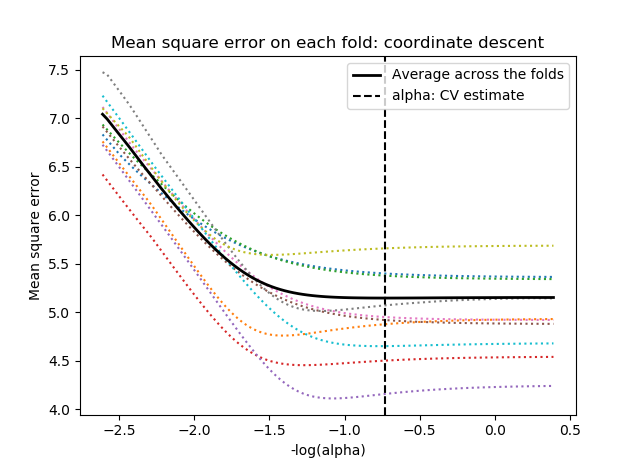 Mean square error on each fold: coordinate descent
Average across the folds
alpha: CV estimate
Mean square error
7.5
7.0
6.5
6.0
5.5
5.0
4.5
4.0
−2.5 −2.0 −1.5 −1.0 −0.5 0.0 0.5
-log(alpha)